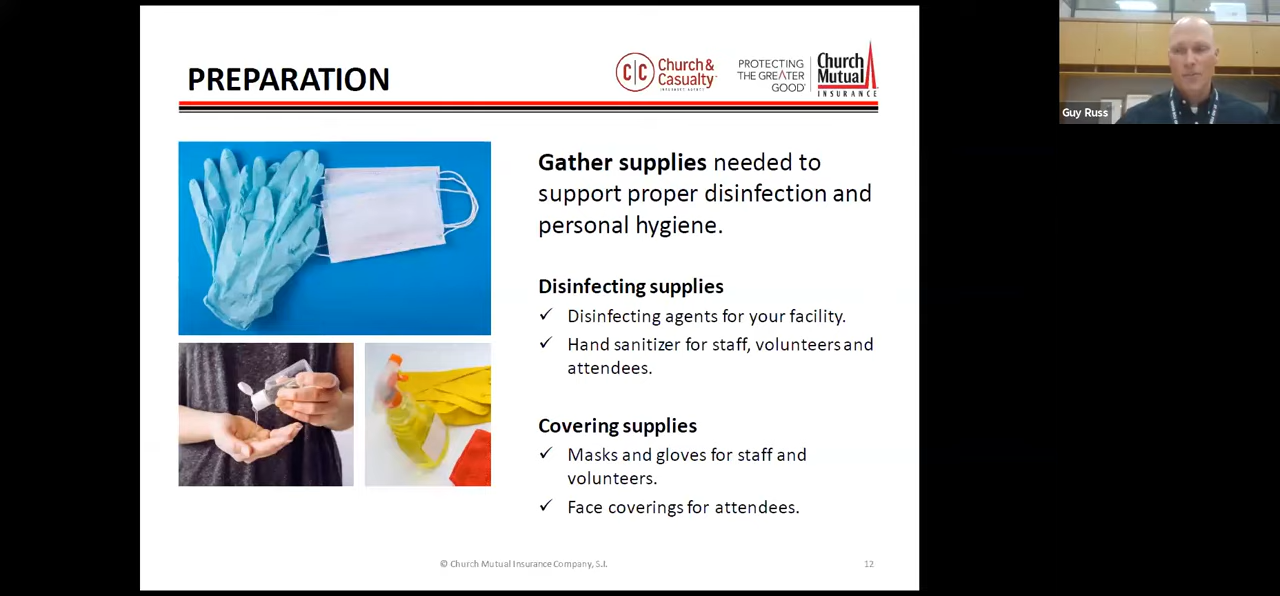 PREPARATION
C|C
Church &
Casualty
INSURANCE AGENCY
PROTECTING
THE GREATER
GOOD
Church
Mutual
INSURANCE
Guy Russ
Gather supplies needed to
support proper disinfection and
personal hygiene.
Disinfecting supplies
✓ Disinfecting agents for your facility.
✓ Hand sanitizer for staff, volunteers and
attendees.
Covering supplies
✓ Masks and gloves for staff and
volunteers.
✓ Face coverings for attendees.
© Church Mutual Insurance Company, S.I.
12